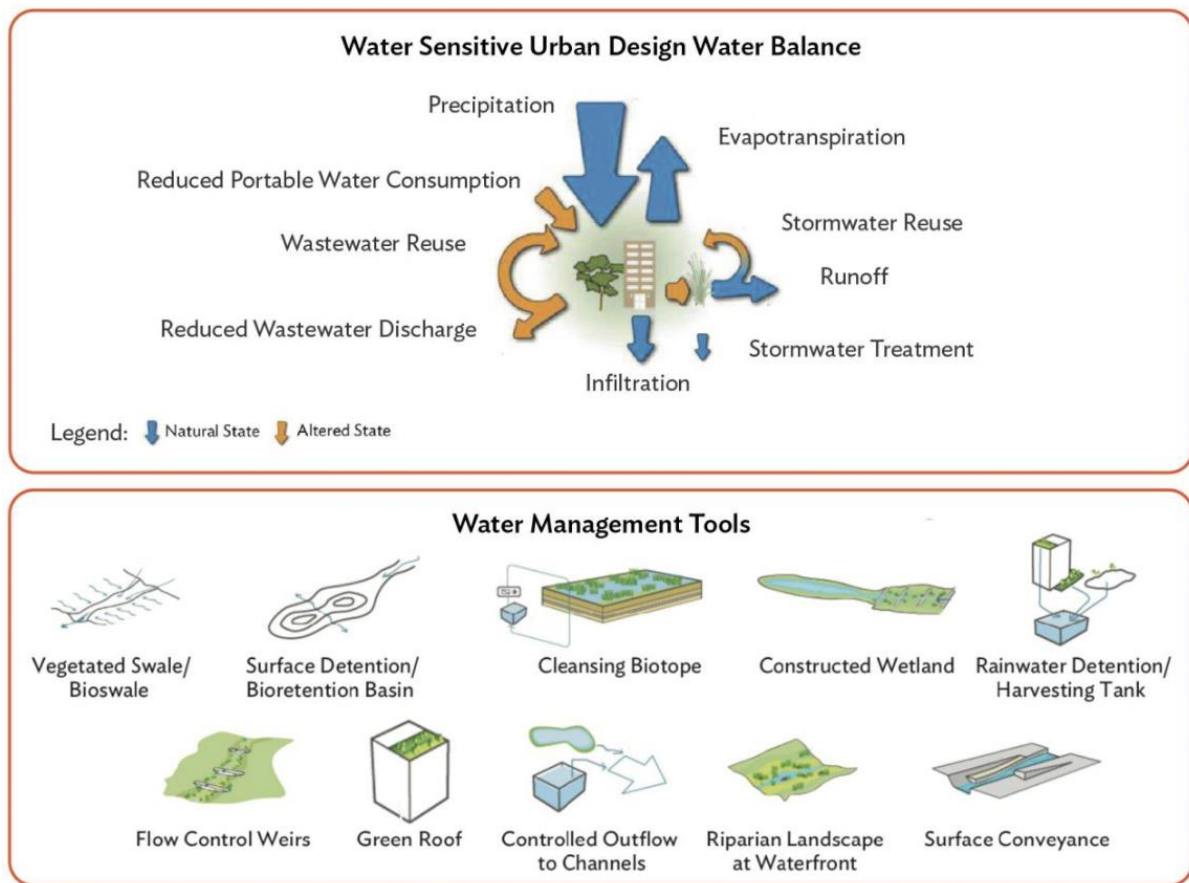 Water Sensitive Urban Design Water Balance
Precipitation
Evapotranspiration
Reduced Portable Water Consumption
Wastewater Reuse
Stormwater Reuse
Runoff
Reduced Wastewater Discharge
Stormwater Treatment
Infiltration
Legend: Natural State Altered State
Water Management Tools
Vegetated Swale/
Bioswale
Surface Detention/
Bioretention Basin
Cleansing Biotope
Constructed Wetland
Rainwater Detention/
Harvesting Tank
Flow Control Weirs
Green Roof
Controlled Outflow
to Channels
Riparian Landscape
at Waterfront
Surface Conveyance